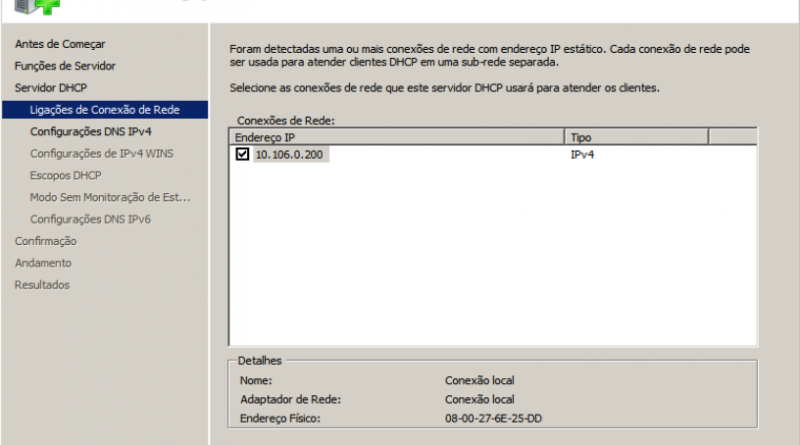 Antes de Começar
Funções de Servidor
Servidor DHCP
Ligações de Conexão de Rede
Configurações DNS IPv4
Configurações de IPv4 WINS
Escopos DHCP
Modo Sem Monitoração de Est...
Configurações DNS IPv6
Confirmação
Andamento
Resultados
Foram detectadas uma ou mais conexões de rede com endereço IP estático. Cada conexão de rede pode
ser usada para atender clientes DHCP em uma sub-rede separada.
Selecione as conexões de rede que este servidor DHCP usará para atender os clientes.
Conexões de Rede:
Endereço IP Tipo
10.106.0.200 IPv4
Detalhes
Nome: Conexão local
Adaptador de Rede: Conexão local
Endereço Físico: 08-00-27-6E-25-DD